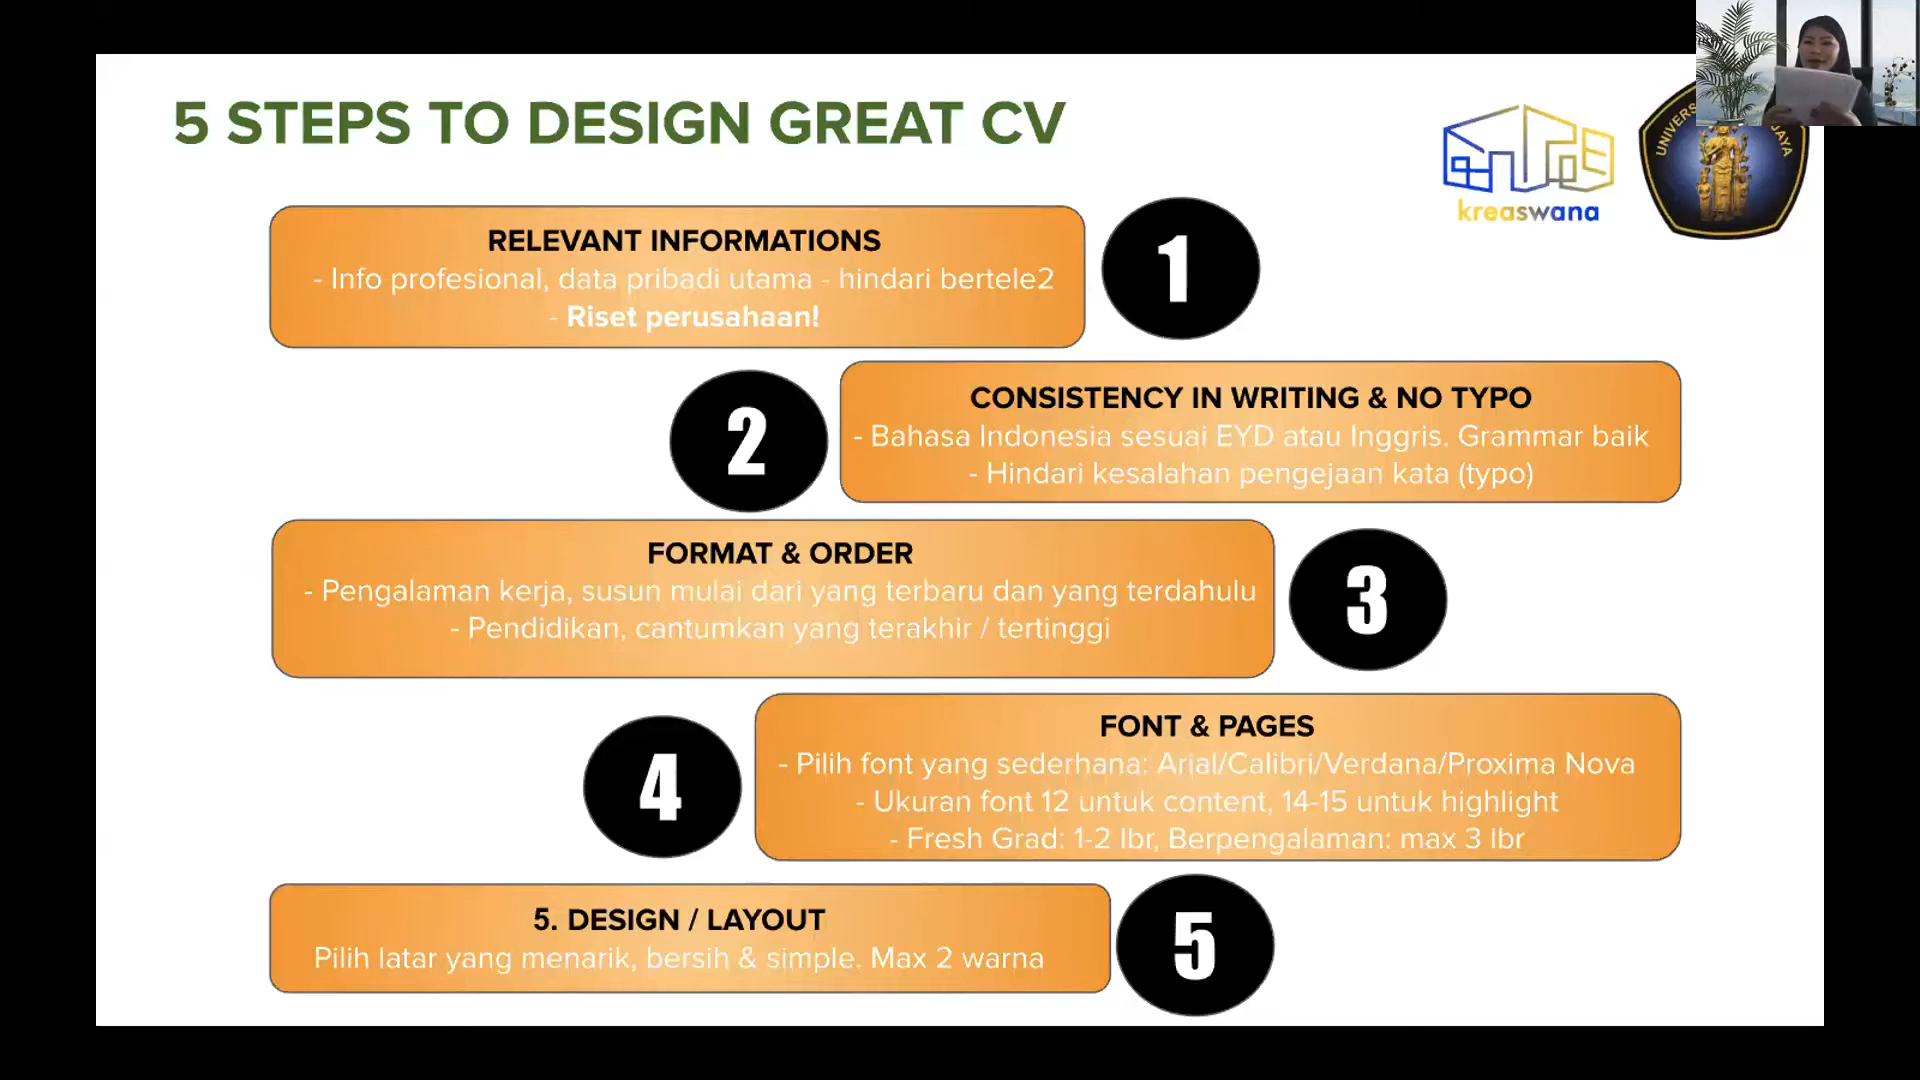 5 STEPS TO DESIGN GREAT CV
kreaswana
UNIVERS
JAYA
RELEVANT INFORMATIONS
- Info profesional, data pribadi utama - hindari bertele2
- Riset perusahaan!
1
2
CONSISTENCY IN WRITING & NO TYPO
- Bahasa Indonesia sesuai EYD atau Inggris. Grammar baik
- Hindari kesalahan pengejaan kata (typo)
FORMAT & ORDER
- Pengalaman kerja, susun mulai dari yang terbaru dan yang terdahulu
- Pendidikan, cantumkan yang terakhir / tertinggi
3
4
FONT & PAGES
- Pilih font yang sederhana: Arial/Calibri/Verdana/Proxima Nova
- Ukuran font 12 untuk content, 14-15 untuk highlight
- Fresh Grad: 1-2 lbr, Berpengalaman: max 3 lbr
5. DESIGN / LAYOUT
Pilih latar yang menarik, bersih & simple. Max 2 warna
5